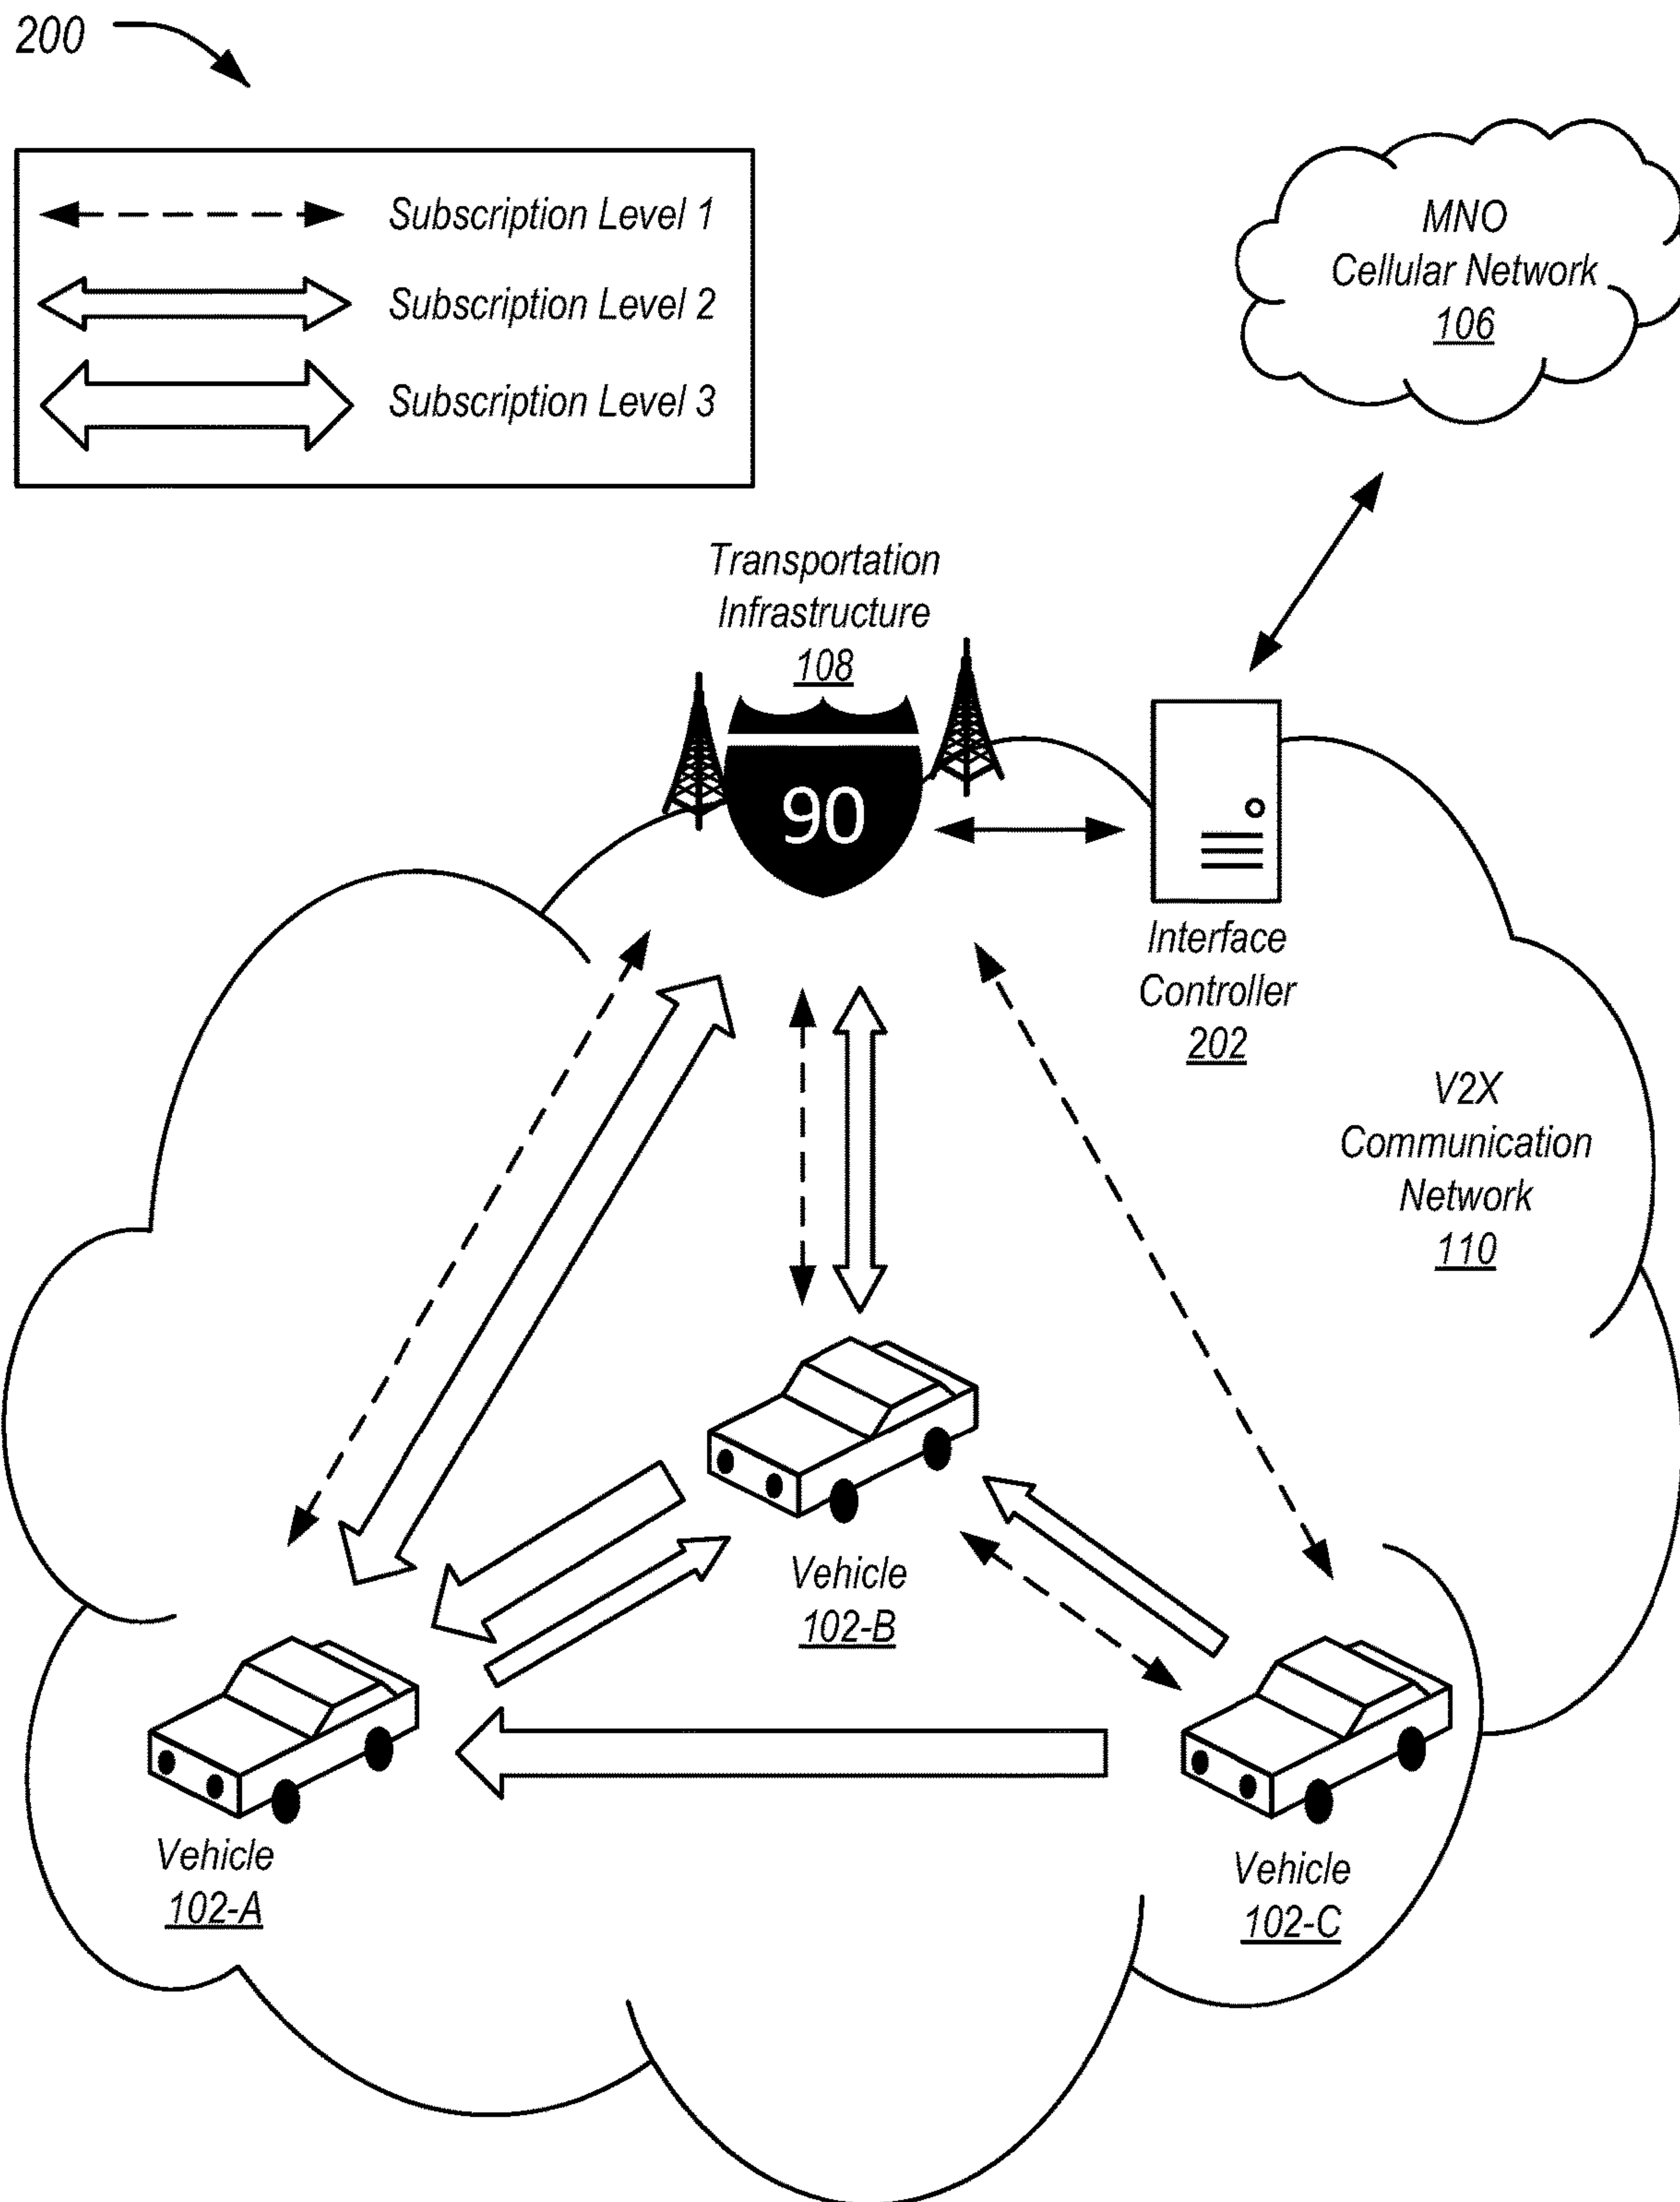 200
Subscription Level 1
Subscription Level 2
Subscription Level 3
MNO
Cellular Network
106
Transportation
Infrastructure
108
90
Interface
Controller
202
V2X
Communication
Network
110
Vehicle
102-B
Vehicle
102-A
Vehicle
102-C